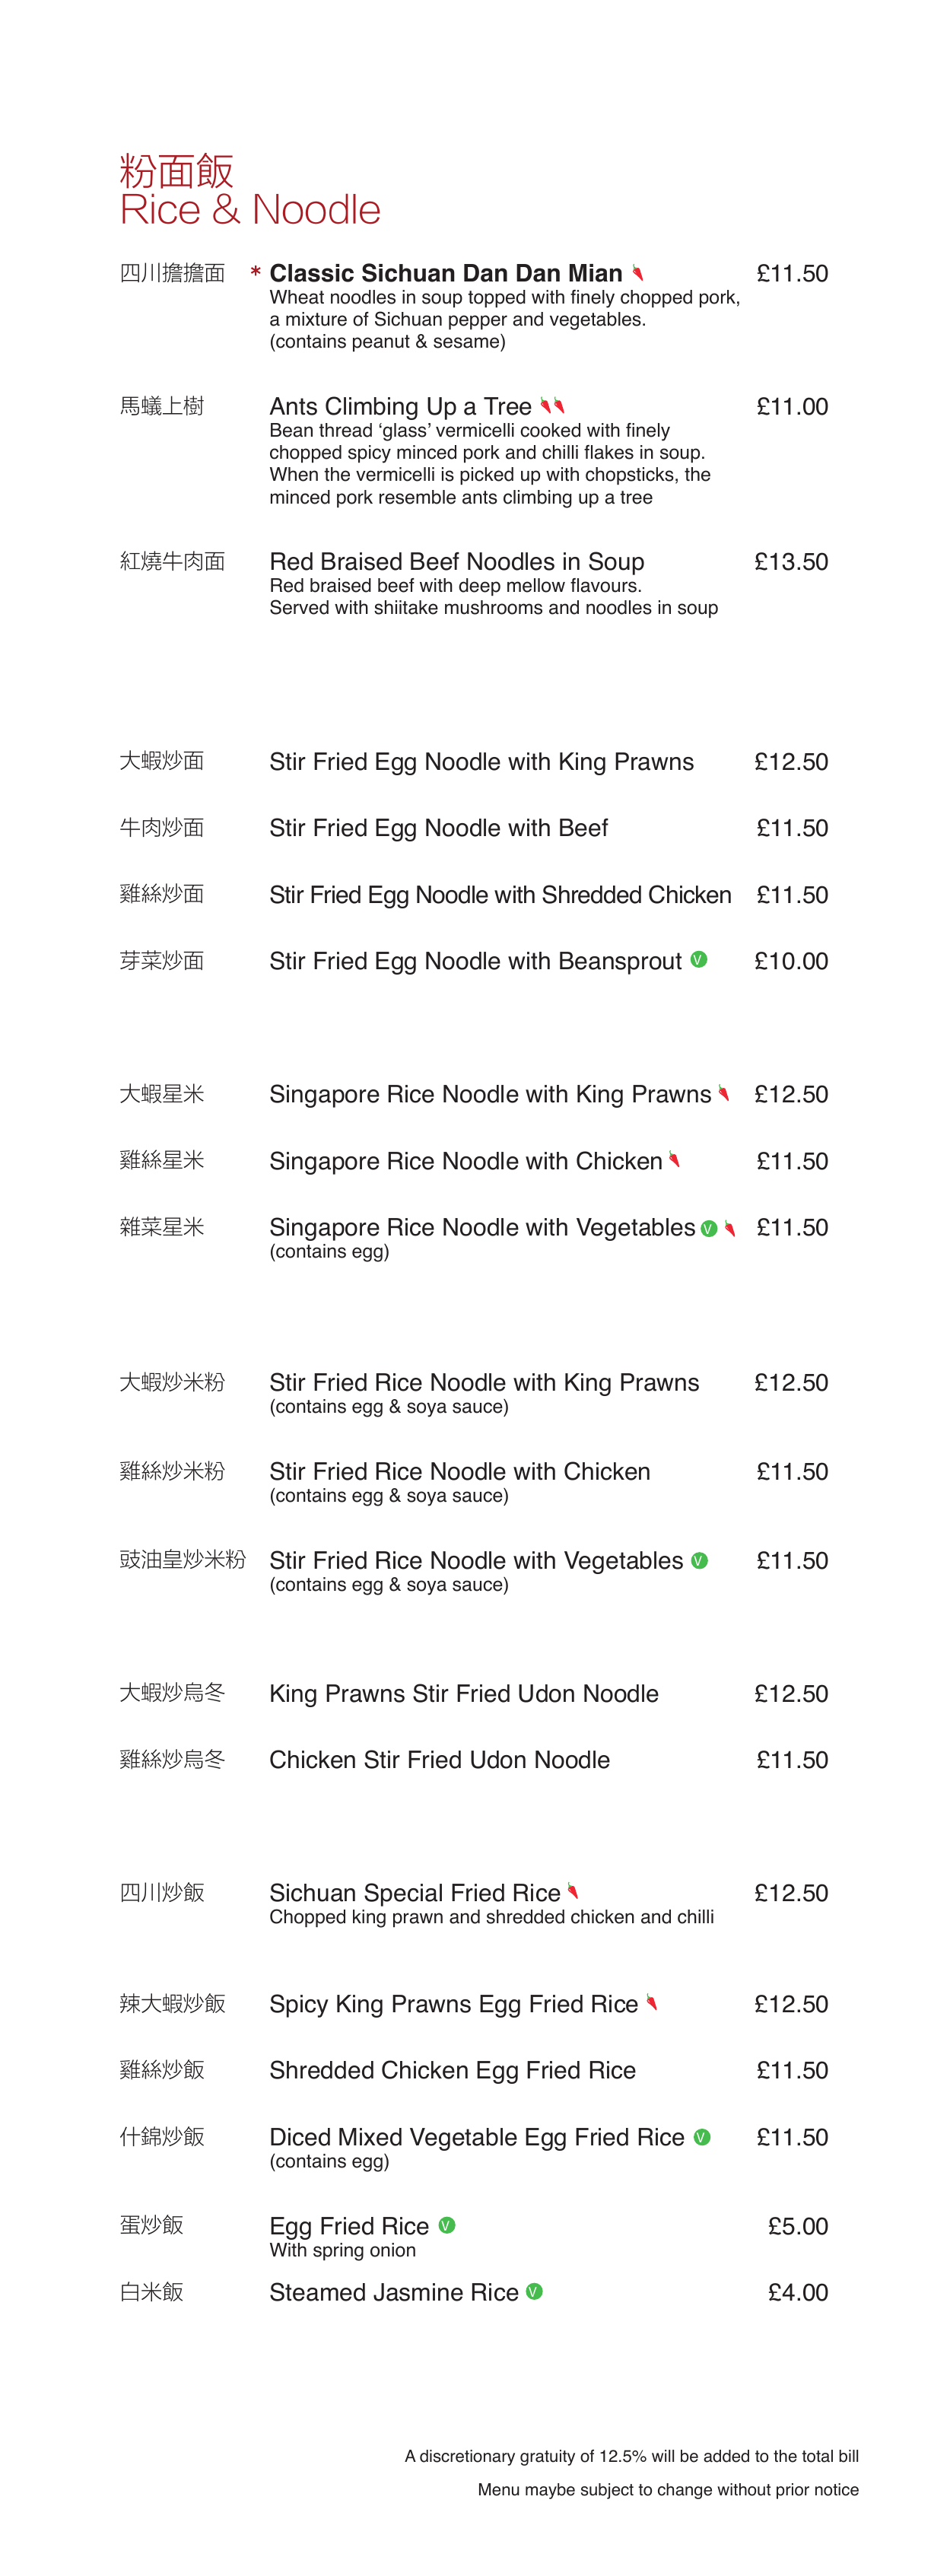 粉面飯
Rice & Noodle
四川擔擔面 * Classic Sichuan Dan Dan Mian £11.50
Wheat noodles in soup topped with finely chopped pork,
a mixture of Sichuan pepper and vegetables.
(contains peanut & sesame)
馬蟻上樹 Ants Climbing Up a Tree £11.00
Bean thread ‘glass’ vermicelli cooked with finely
chopped spicy minced pork and chilli flakes in soup.
When the vermicelli is picked up with chopsticks, the
minced pork resemble ants climbing up a tree
紅燒牛肉面 Red Braised Beef Noodles in Soup £13.50
Red braised beef with deep mellow flavours.
Served with shiitake mushrooms and noodles in soup
大蝦炒面 Stir Fried Egg Noodle with King Prawns £12.50
牛肉炒面 Stir Fried Egg Noodle with Beef £11.50
雞絲炒面 Stir Fried Egg Noodle with Shredded Chicken £11.50
芽菜炒面 Stir Fried Egg Noodle with Beansprout V £10.00
大蝦星米 Singapore Rice Noodle with King Prawns £12.50
雞絲星米 Singapore Rice Noodle with Chicken £11.50
雜菜星米 Singapore Rice Noodle with Vegetables V £11.50
(contains egg)
大蝦炒米粉 Stir Fried Rice Noodle with King Prawns £12.50
(contains egg & soya sauce)
雞絲炒米粉 Stir Fried Rice Noodle with Chicken £11.50
(contains egg & soya sauce)
豉油皇炒米粉 Stir Fried Rice Noodle with Vegetables V £11.50
(contains egg & soya sauce)
大蝦炒烏冬 King Prawns Stir Fried Udon Noodle £12.50
雞絲炒烏冬 Chicken Stir Fried Udon Noodle £11.50
四川炒飯 Sichuan Special Fried Rice £12.50
Chopped king prawn and shredded chicken and chilli
辣大蝦炒飯 Spicy King Prawns Egg Fried Rice £12.50
雞絲炒飯 Shredded Chicken Egg Fried Rice £11.50
什錦炒飯 Diced Mixed Vegetable Egg Fried Rice V £11.50
(contains egg)
蛋炒飯 Egg Fried Rice V £5.00
With spring onion
白米飯 Steamed Jasmine Rice V £4.00
A discretionary gratuity of 12.5% will be added to the total bill
Menu maybe subject to change without prior notice